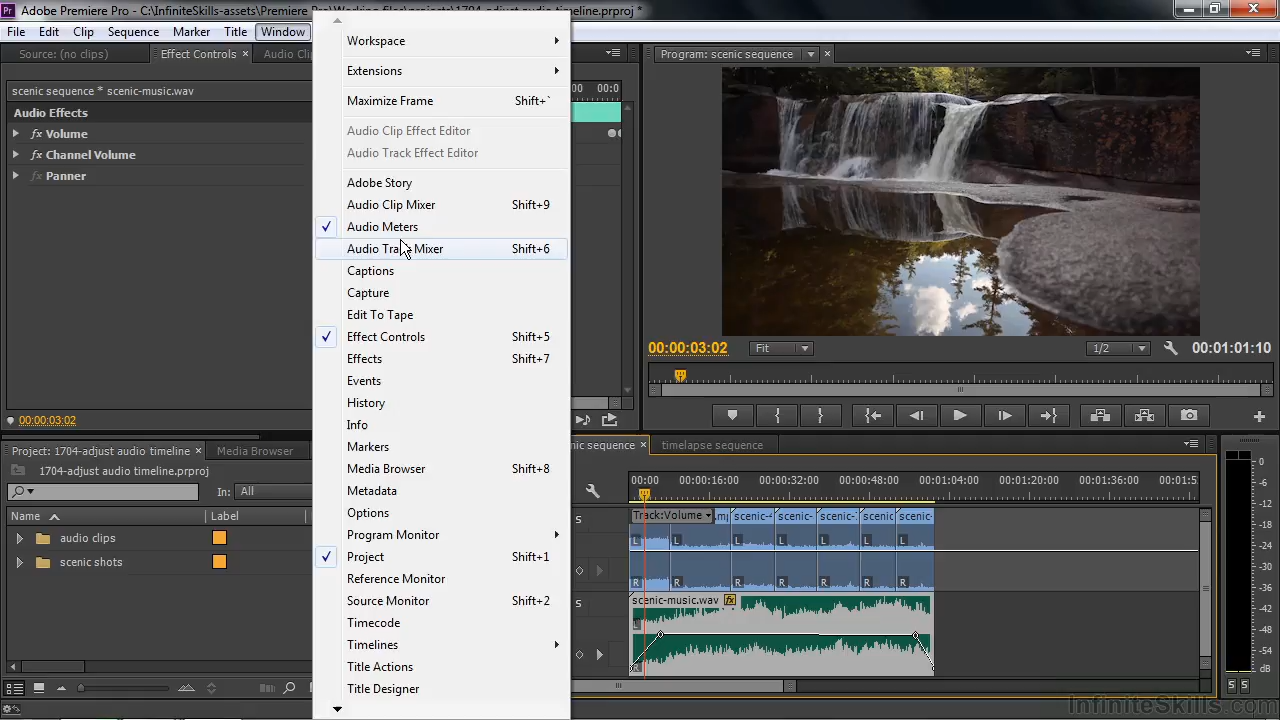 Adobe Premiere Pro - C:\InfiniteSkills-assets\Premiere Pro\Working files\1704-adjust audio timeline.prproj *
File Edit Clip Sequence Marker Title Window
Source: (no clips) Effect Controls × Audio Cli
Program: scenic sequence
scenic sequence * scenic-music.wav
Audio Effects
fx Volume
fx Channel Volume
fx Panner
00:00:03:02
Workspace
Extensions
Maximize Frame Shift+`
Audio Clip Effect Editor
Audio Track Effect Editor
Adobe Story
Audio Clip Mixer Shift+9
Audio Meters
Audio Track Mixer Shift+6
Captions
Capture
Edit To Tape
Effect Controls Shift+5
Effects Shift+7
Events
History
Info
Markers
Media Browser Shift+8
Metadata
Options
Program Monitor
Project Shift+1
Reference Monitor
Source Monitor Shift+2
Timecode
Timelines
Title Actions
Title Designer
00 00:0
00:00:03:02 Fit 1/2 00:01:01:10
Project: 1704-adjust audio timeline × Media Browser
1704-adjust audio timeline.prproj
In: All
Name Label
audio clips
scenic shots
nic sequence × timelapse sequence
00:00 00:00:16:00 00:00:32:00 00:00:48:00 00:01:04:00 00:01:20:00 00:01:36:00 00:01:5
S Track:Volume .mp scenic-4 scenic- scenic- scenic scenic-
L L L L L L L
R R R R R R R
S scenic-music.wav fx
L
R
0
-6
-12
-18
-24
-30
-36
-42
-48
-54
dB
S S
InfiniteSkills.com